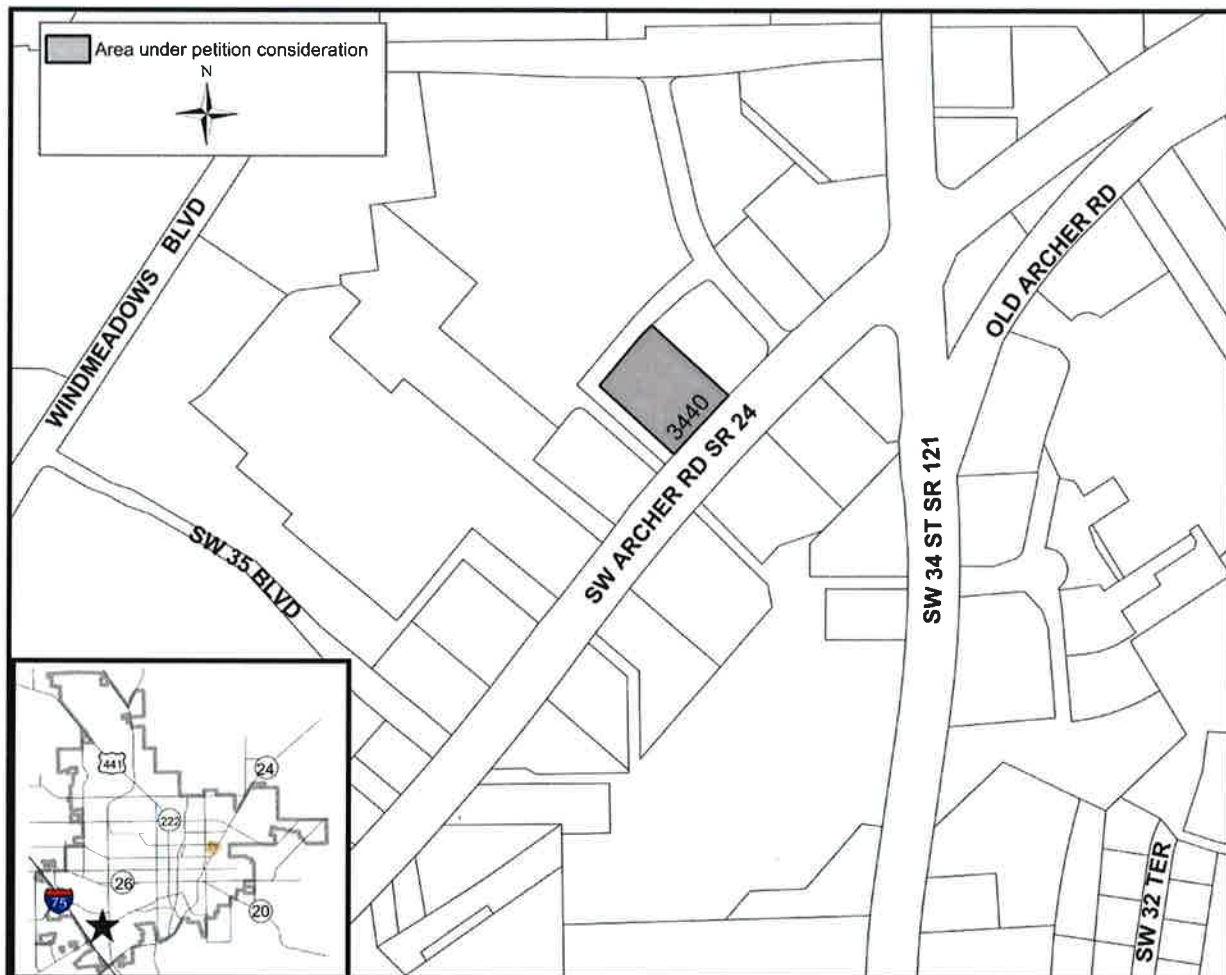 Area under petition consideration
N
WINDMEADOWS BLVD
OLD ARCHER RD
3440
SW ARCHER RD SR 24
SW 34 ST SR 121
SW 35 BLVD
SW 32 TER
441
24
222
26
75
20